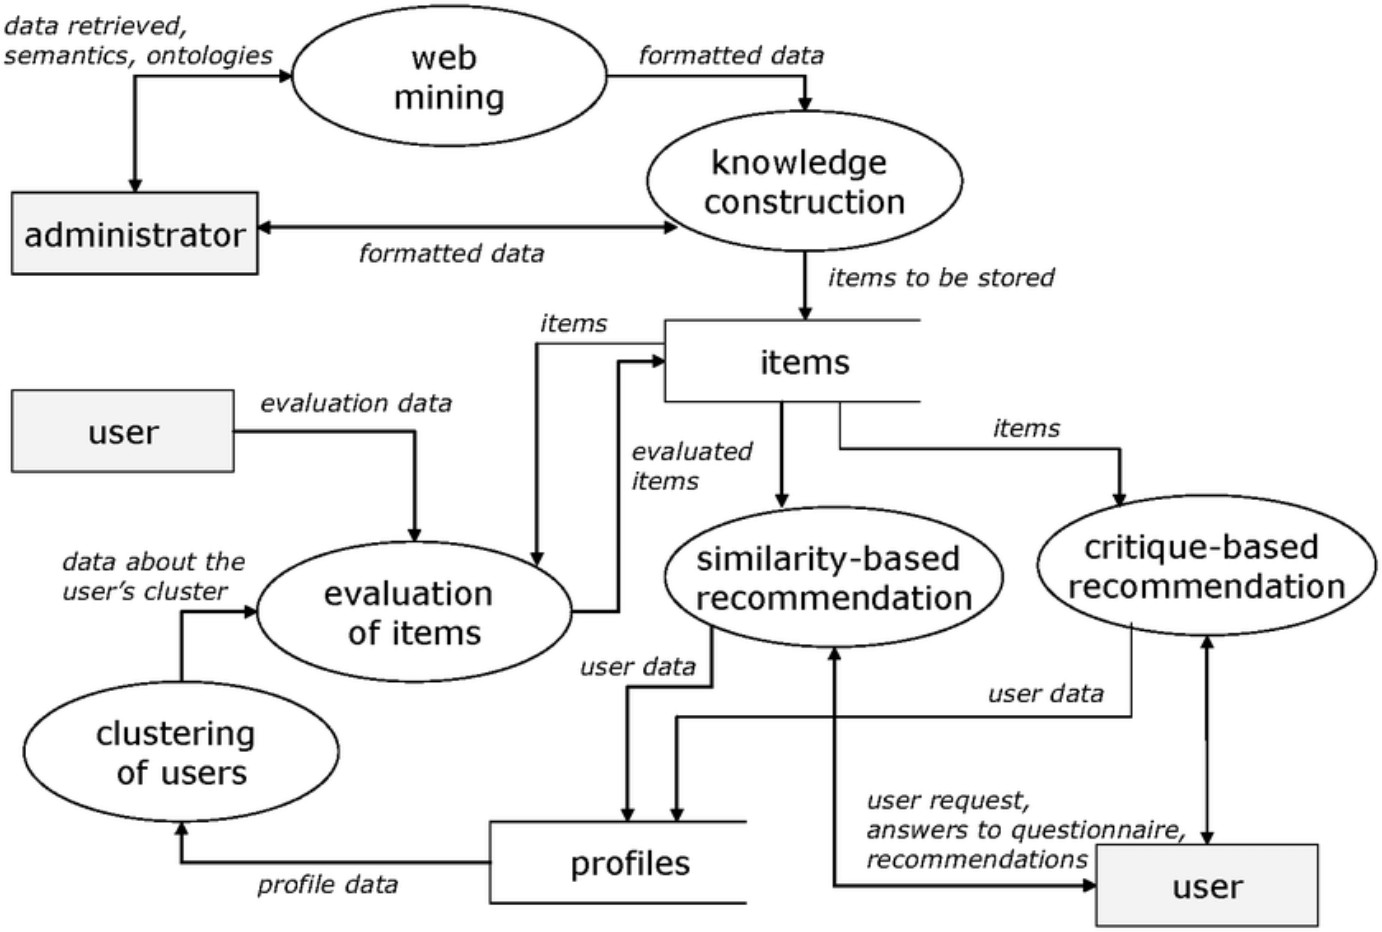 data retrieved,
semantics, ontologies
web
mining
formatted data
knowledge
construction
administrator
formatted data
items to be stored
items
items
user
evaluation data
evaluated
items
items
data about the
user's cluster
evaluation
of items
similarity-based
recommendation
critique-based
recommendation
user data
user data
clustering
of users
user request,
answers to questionnaire,
recommendations
profiles
profile data
user